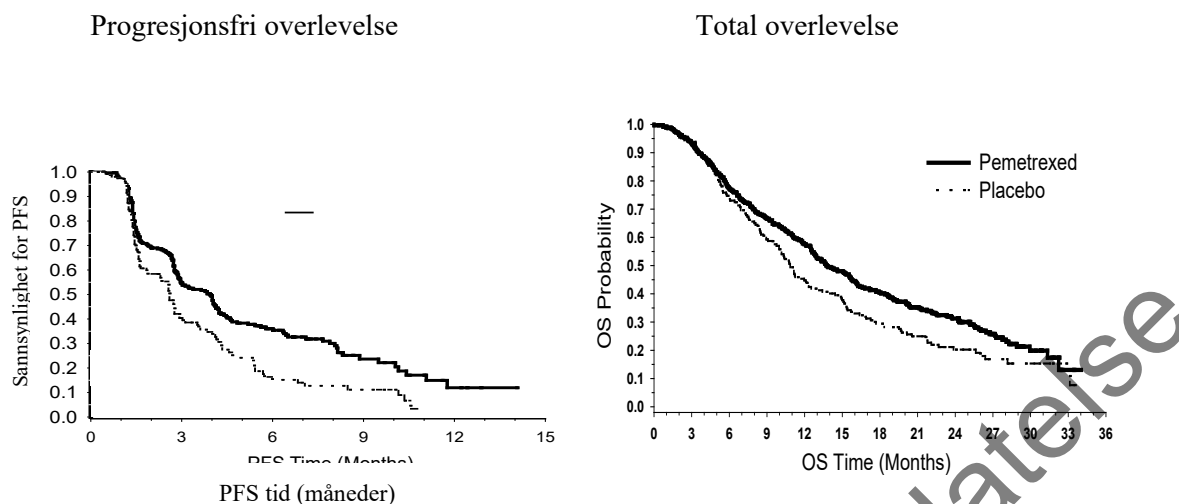 Progresjonsfri overlevelse
Total overlevelse
Sannsynlighet for PFS
1.0
0.9
0.8
0.7
0.6
0.5
0.4
0.3
0.2
0.1
0.0
0 3 6 9 12 15
PFS Time (Months)
PFS tid (måneder)
OS Probability
1.0
0.9
0.8
0.7
0.6
0.5
0.4
0.3
0.2
0.1
0.0
Pemetrexed
Placebo
0 3 6 9 12 15 18 21 24 27 30 33 36
OS Time (Months)